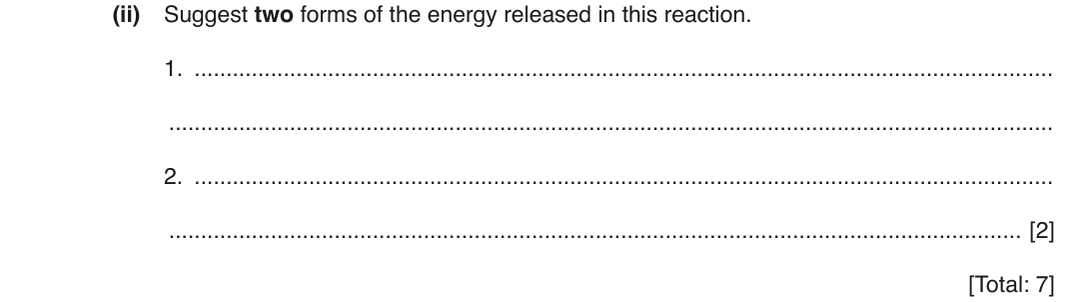 (ii) Suggest two forms of the energy released in this reaction.
1. ..........................................................................................................................................
..............................................................................................................................................
2. ..........................................................................................................................................
....................................................................................................................................... [2]
[Total: 7]